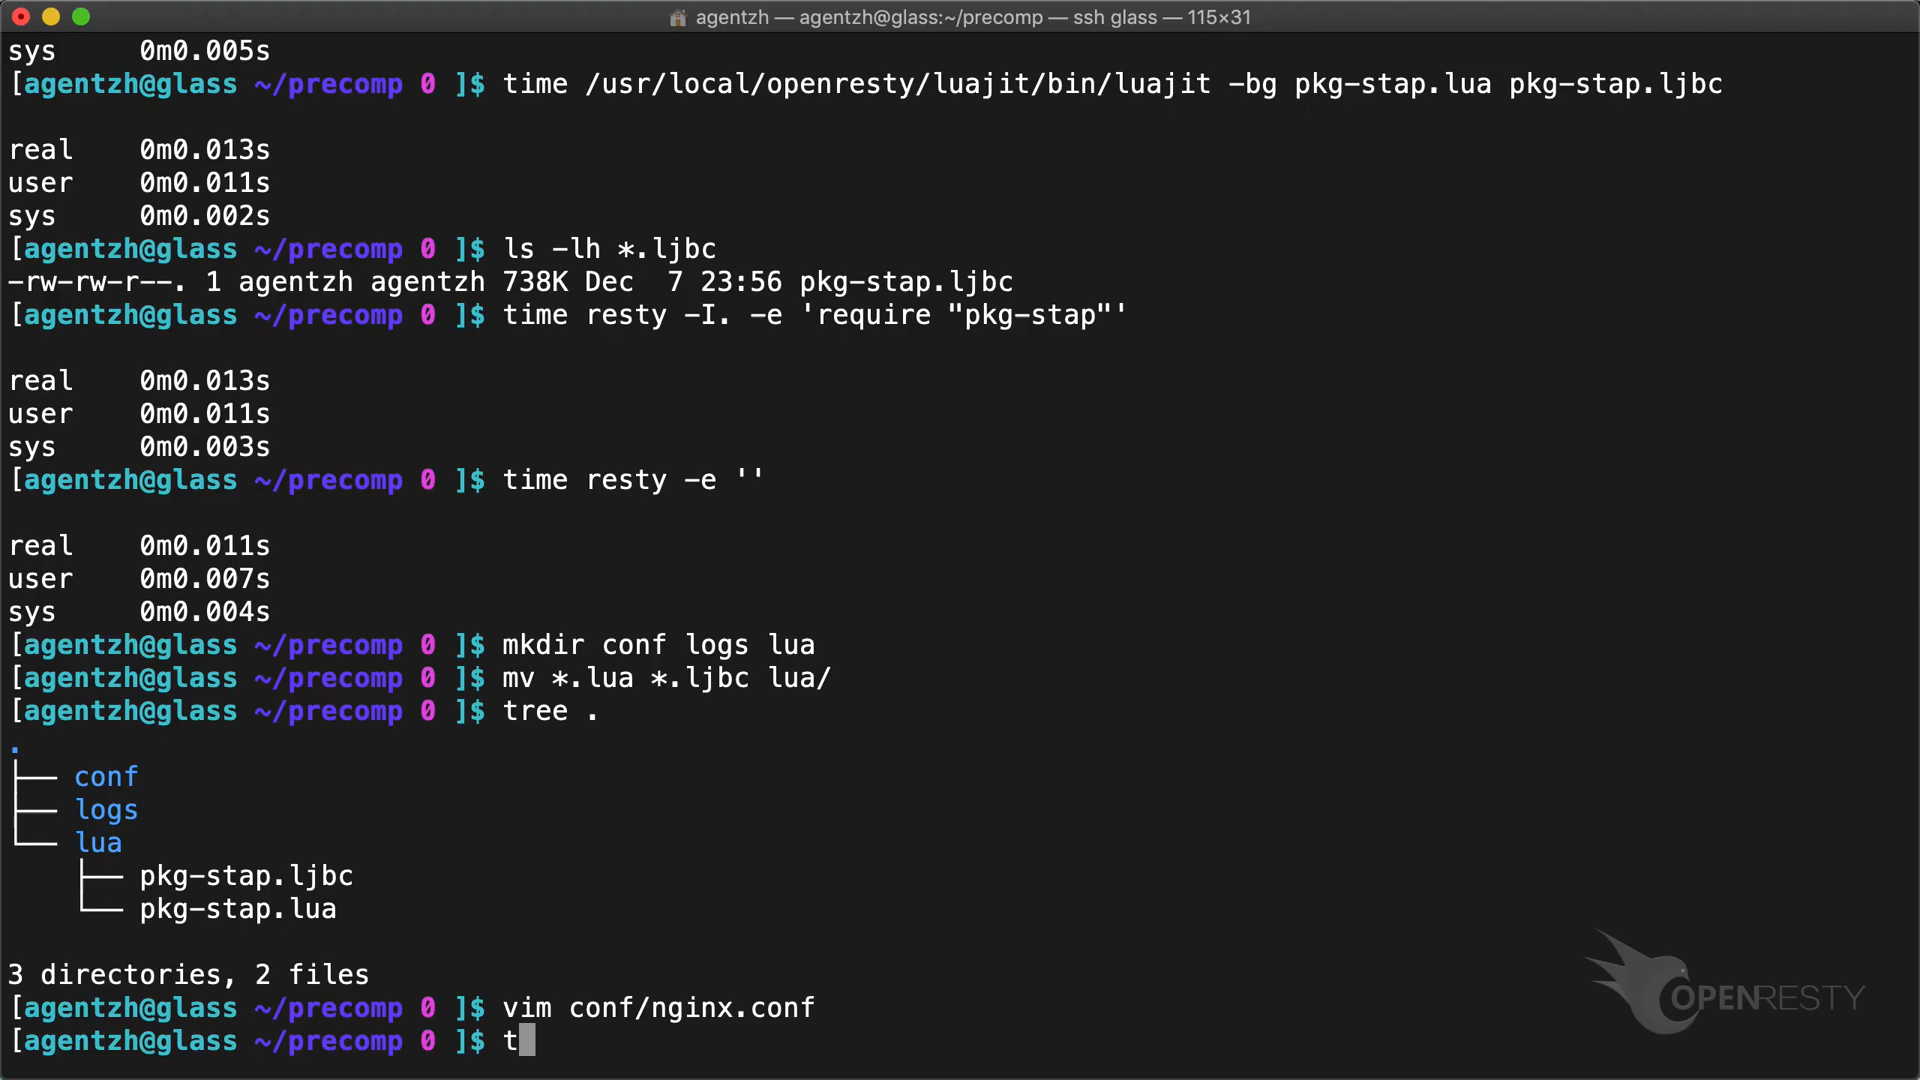 agentzh — agentzh@glass:~/precomp — ssh glass — 115×31
sys     0m0.005s
[agentzh@glass ~/precomp 0 ]$ time /usr/local/openresty/luajit/bin/luajit -bg pkg-stap.lua pkg-stap.ljbc
real    0m0.013s
user    0m0.011s
sys     0m0.002s
[agentzh@glass ~/precomp 0 ]$ ls -lh *.ljbc
-rw-rw-r--. 1 agentzh agentzh 738K Dec  7 23:56 pkg-stap.ljbc
[agentzh@glass ~/precomp 0 ]$ time resty -I. -e 'require "pkg-stap"'
real    0m0.013s
user    0m0.011s
sys     0m0.003s
[agentzh@glass ~/precomp 0 ]$ time resty -e ''
real    0m0.011s
user    0m0.007s
sys     0m0.004s
[agentzh@glass ~/precomp 0 ]$ mkdir conf logs lua
[agentzh@glass ~/precomp 0 ]$ mv *.lua *.ljbc lua/
[agentzh@glass ~/precomp 0 ]$ tree .
.
├── conf
├── logs
└── lua
    ├── pkg-stap.ljbc
    └── pkg-stap.lua
3 directories, 2 files
[agentzh@glass ~/precomp 0 ]$ vim conf/nginx.conf
[agentzh@glass ~/precomp 0 ]$ t
OPENRESTY